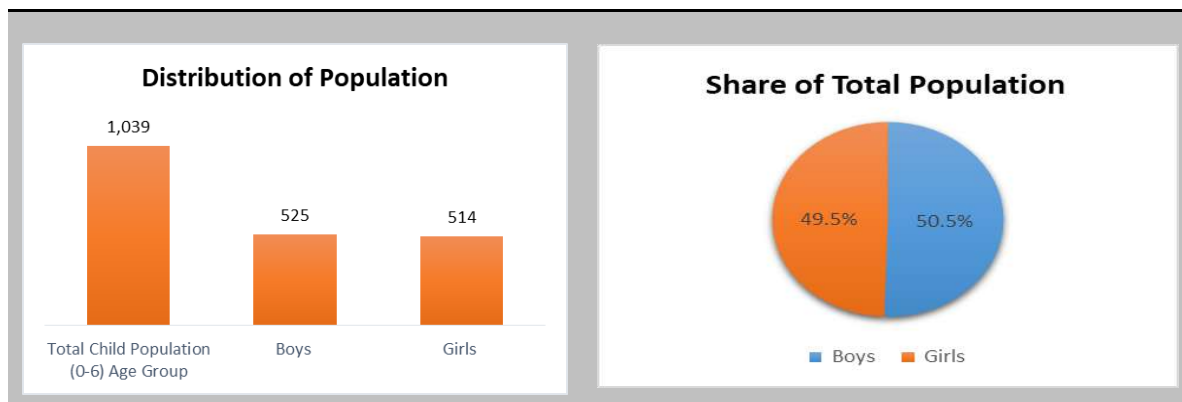 Distribution of Population
1,039
525
514
Total Child Population
(0-6) Age Group
Boys
Girls
Share of Total Population
49.5%
50.5%
Boys
Girls